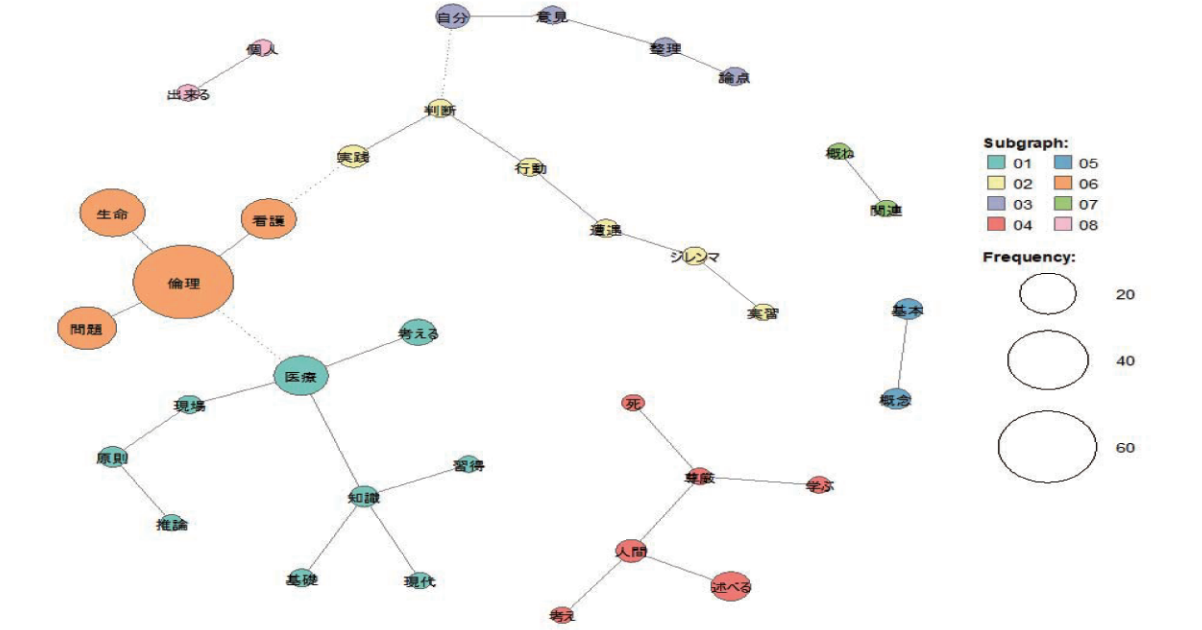 自分
意見
整理
論点
個人
出来る
判断
実践
行動
概ね
関連
生命
看護
遭遇
ジレンマ
倫理
問題
実習
基本
概念
考える
医療
現場
原則
推論
習得
知識
基礎
現代
死
尊厳
学ぶ
人間
述べる
考え
Subgraph:
01 05
02 06
03 07
04 08
Frequency:
20
40
60